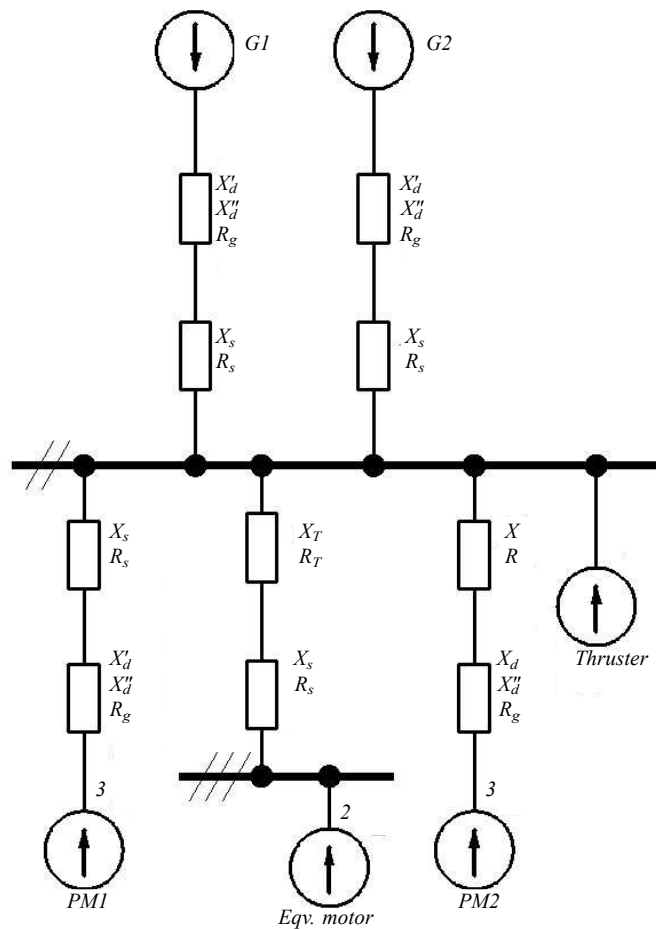 G1
G2
X'd
X"d
Rg
X'd
X"d
Rg
Xs
Rs
Xs
Rs
Xs
Rs
XT
RT
X
R
X'd
X"d
Rg
Xs
Rs
Xd
X"d
Rg
Thruster
3
2
3
PM1
Eqv. motor
PM2